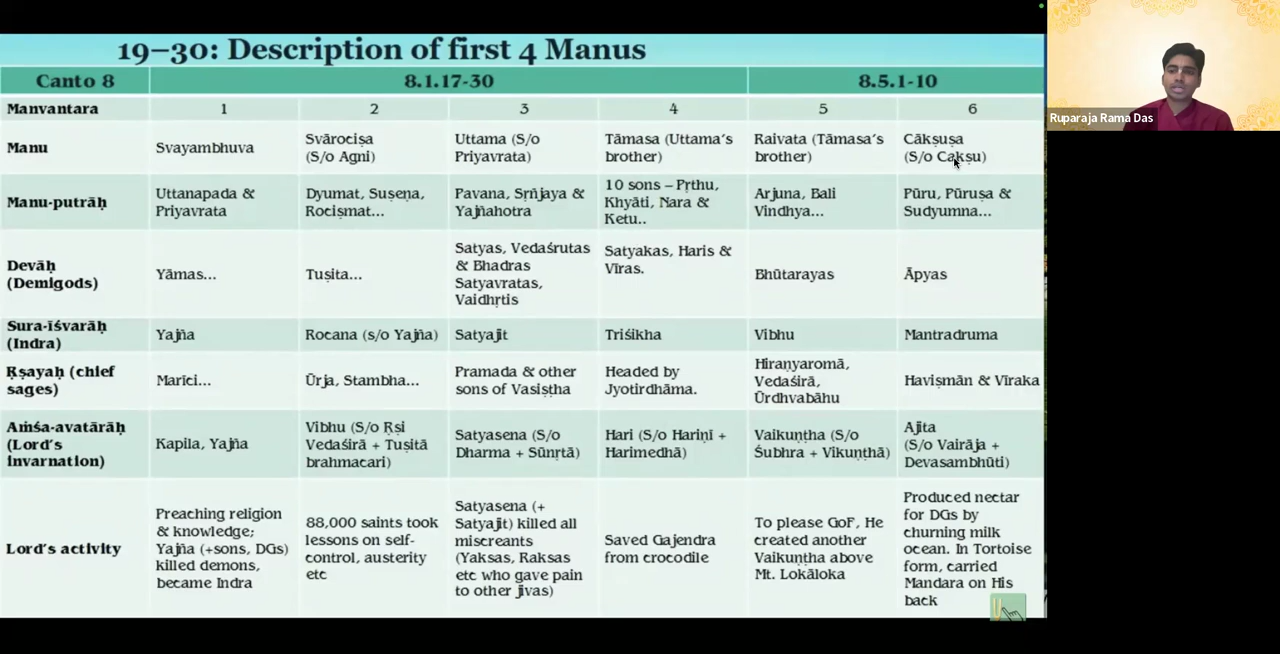 19–30: Description of first 4 Manus
Canto 8
8.1.17-30
8.5.1-10
Manvantara
1
2
3
4
5
6
Manu
Svayambhuva
Svārociṣa
(S/o Agni)
Uttama (S/o
Priyavrata)
Tāmasa (Uttama's
brother)
Raivata (Tāmasa's
brother)
Cākṣuṣa
(S/o Cakṣu)
Manu-putrāḥ
Uttanapada &
Priyavrata
Dyumat, Suṣeṇa,
Rociṣmat...
Pavana, Sṛñjaya &
Yajñahotra
10 sons – Pṛthu,
Khyāti, Nara &
Ketu..
Arjuna, Bali
Vindhya...
Pūru, Pūruṣa &
Sudyumna...
Devāḥ
(Demigods)
Yāmas...
Tuṣita...
Satyas, Vedaśrutas
& Bhadras
Satyavratas,
Vaidhṛtis
Satyakas, Haris &
Vīras.
Bhūtarayas
Āpyas
Sura-īśvarāḥ
(Indra)
Yajña
Rocana (s/o Yajña)
Satyajit
Triśikha
Vibhu
Mantradruma
Ṛṣayaḥ (chief
sages)
Marīci...
Ūrja, Stambha...
Pramada & other
sons of Vasiṣṭha
Headed by
Jyotirdhāma.
Hiraṇyaromā,
Vedaśirā,
Ūrdhvabāhu
Haviṣmān & Vīraka
Aṁśa-avatārāḥ
(Lord's
invarnation)
Kapila, Yajña
Vibhu (S/o Ṛṣi
Vedaśirā + Tuṣitā
brahmacari)
Satyasena (S/o
Dharma + Sūnṛtā)
Hari (S/o Hariṇī +
Harimedhā)
Vaikuṇṭha (S/o
Śubhra + Vikuṇṭhā)
Ajita
(S/o Vairāja +
Devasambhūti)
Lord's activity
Preaching religion
& knowledge;
Yajña (+sons, DGs)
killed demons,
became Indra
88,000 saints took
lessons on self-
control, austerity
etc
Satyasena (+
Satyajit) killed all
miscreants
(Yaksas, Raksas
etc who gave pain
to other jivas)
Saved Gajendra
from crocodile
To please GoF, He
created another
Vaikuṇṭha above
Mt. Lokāloka
Produced nectar
for DGs by
churning milk
ocean. In Tortoise
form, carried
Mandara on His
back
Ruparaja Rama Das